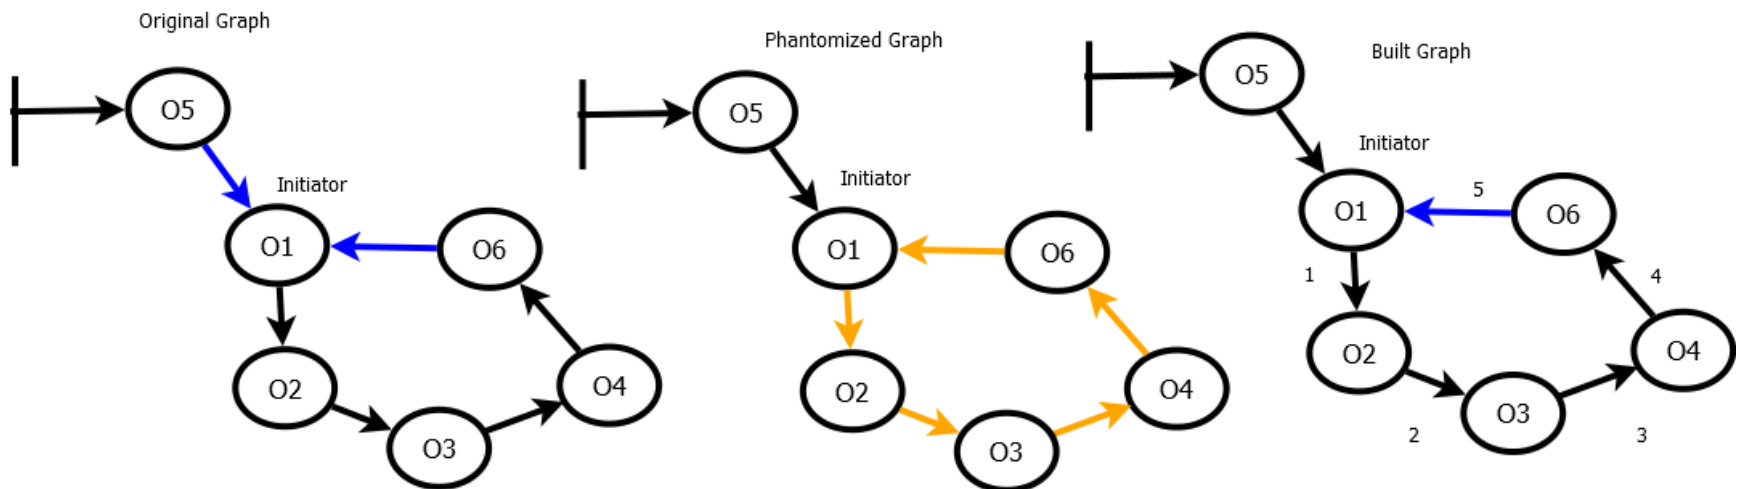 Original Graph
O5
Initiator
O1
O6
O2
O4
O3
Phantomized Graph
O5
Initiator
O1
O6
O2
O4
O3
Built Graph
O5
Initiator
5
O1
O6
1
4
O2
O4
O3
2
3